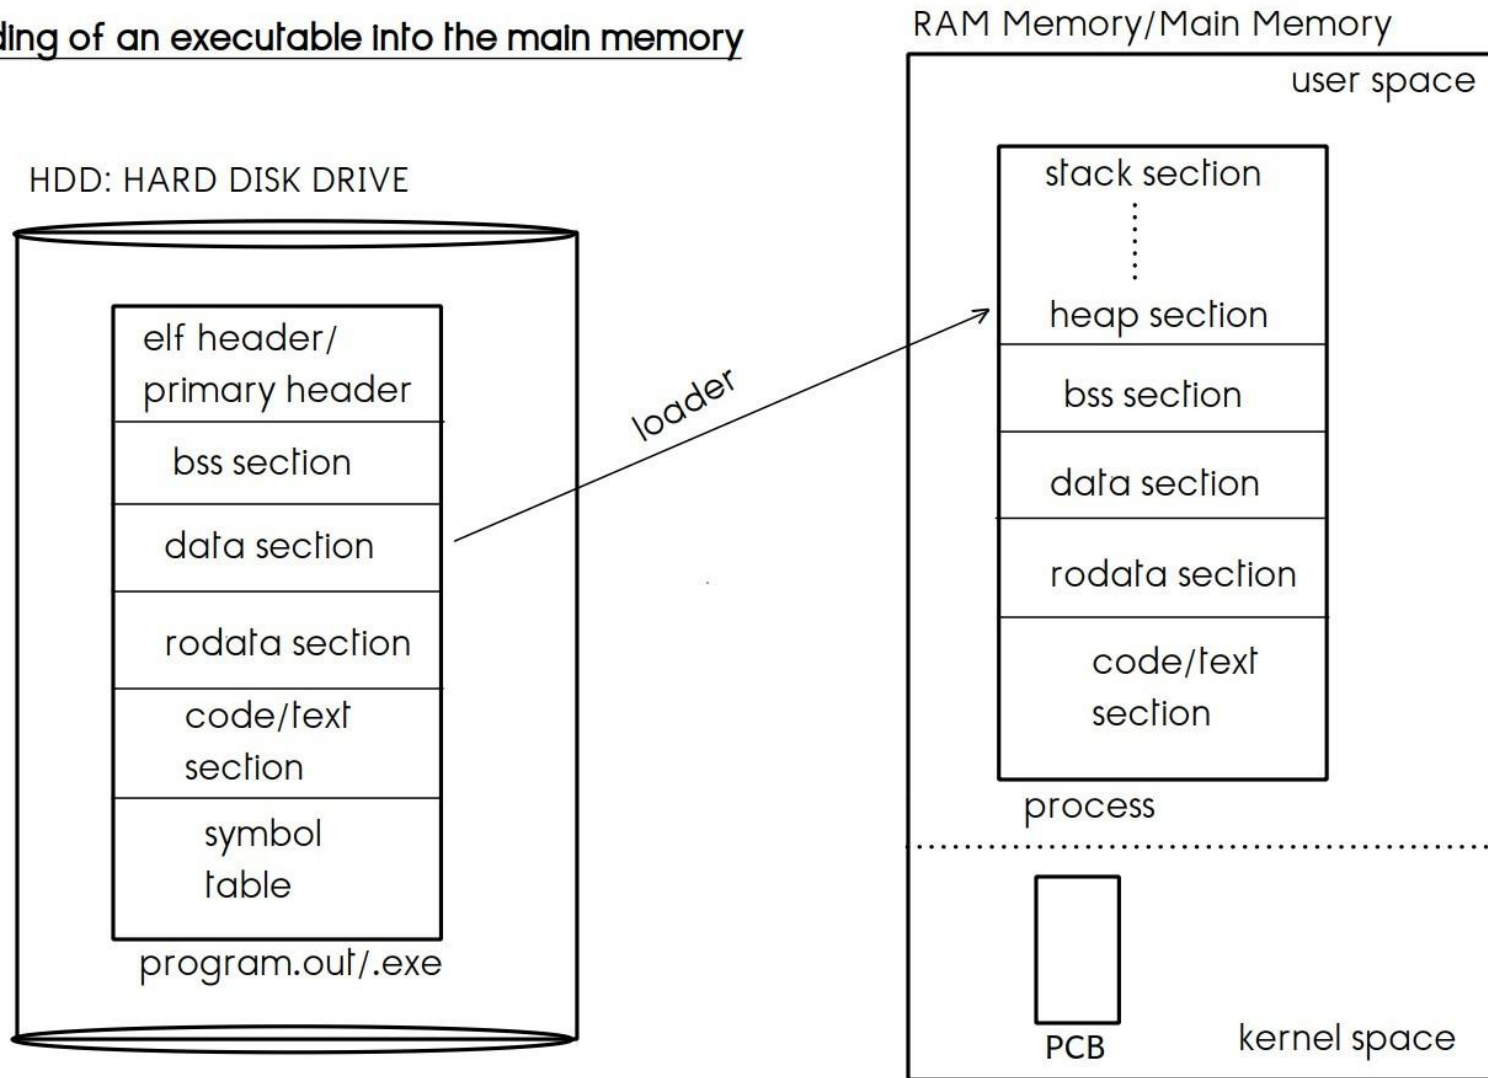 ding of an executable into the main memory
HDD: HARD DISK DRIVE
elf header/
primary header
bss section
data section
rodata section
code/text
section
symbol
table
program.out/.exe
loader
RAM Memory/Main Memory
user space
stack section
heap section
bss section
data section
rodata section
code/text
section
process
PCB
kernel space